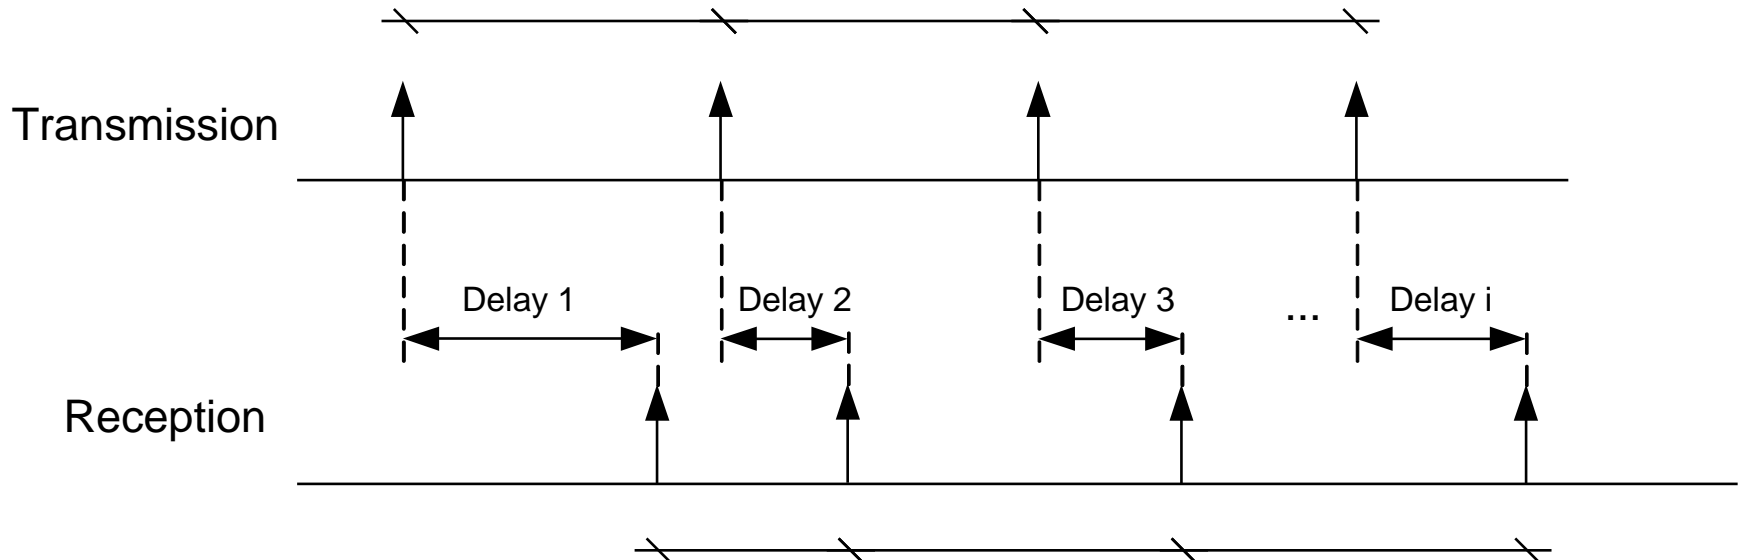 Transmission
Delay 1
Delay 2
Delay 3
...
Delay i
Reception